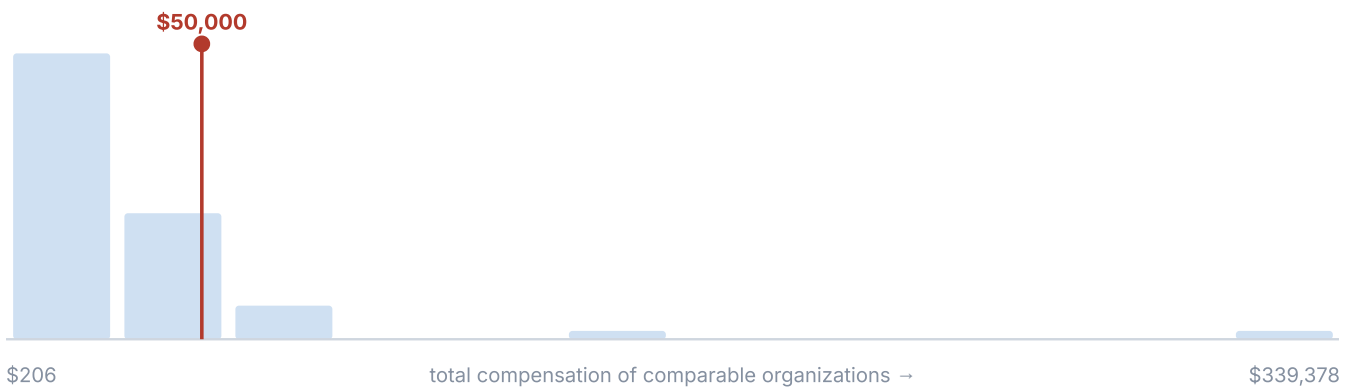 $50,000
$206
total compensation of comparable organizations →
$339,378